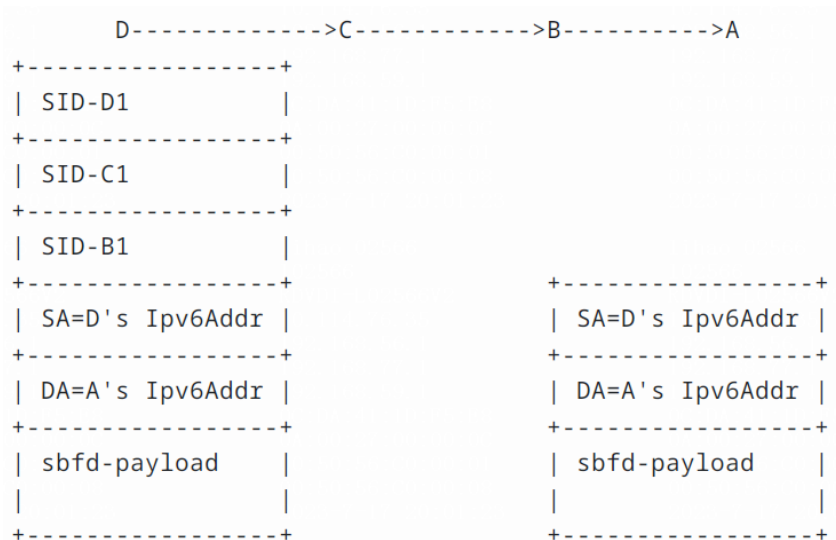 D------------->C------------>B---------->A
+-----------------+
| SID-D1          |
+-----------------+
| SID-C1          |
+-----------------+
| SID-B1          |
+-----------------+                 +-----------------+
| SA=D's Ipv6Addr |                 | SA=D's Ipv6Addr |
+-----------------+                 +-----------------+
| DA=A's Ipv6Addr |                 | DA=A's Ipv6Addr |
+-----------------+                 +-----------------+
| sbfd-payload    |                 | sbfd-payload    |
|                 |                 |                 |
+-----------------+                 +-----------------+